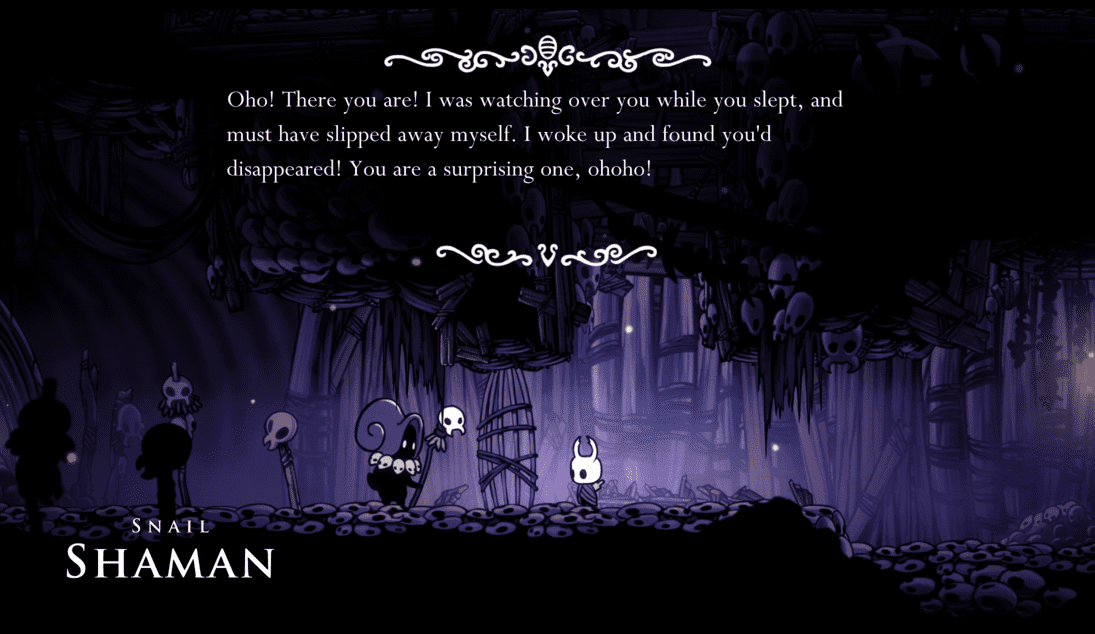 Oho! There you are! I was watching over you while you slept, and
must have slipped away myself. I woke up and found you'd
disappeared! You are a surprising one, ohoho!
Snail
Shaman